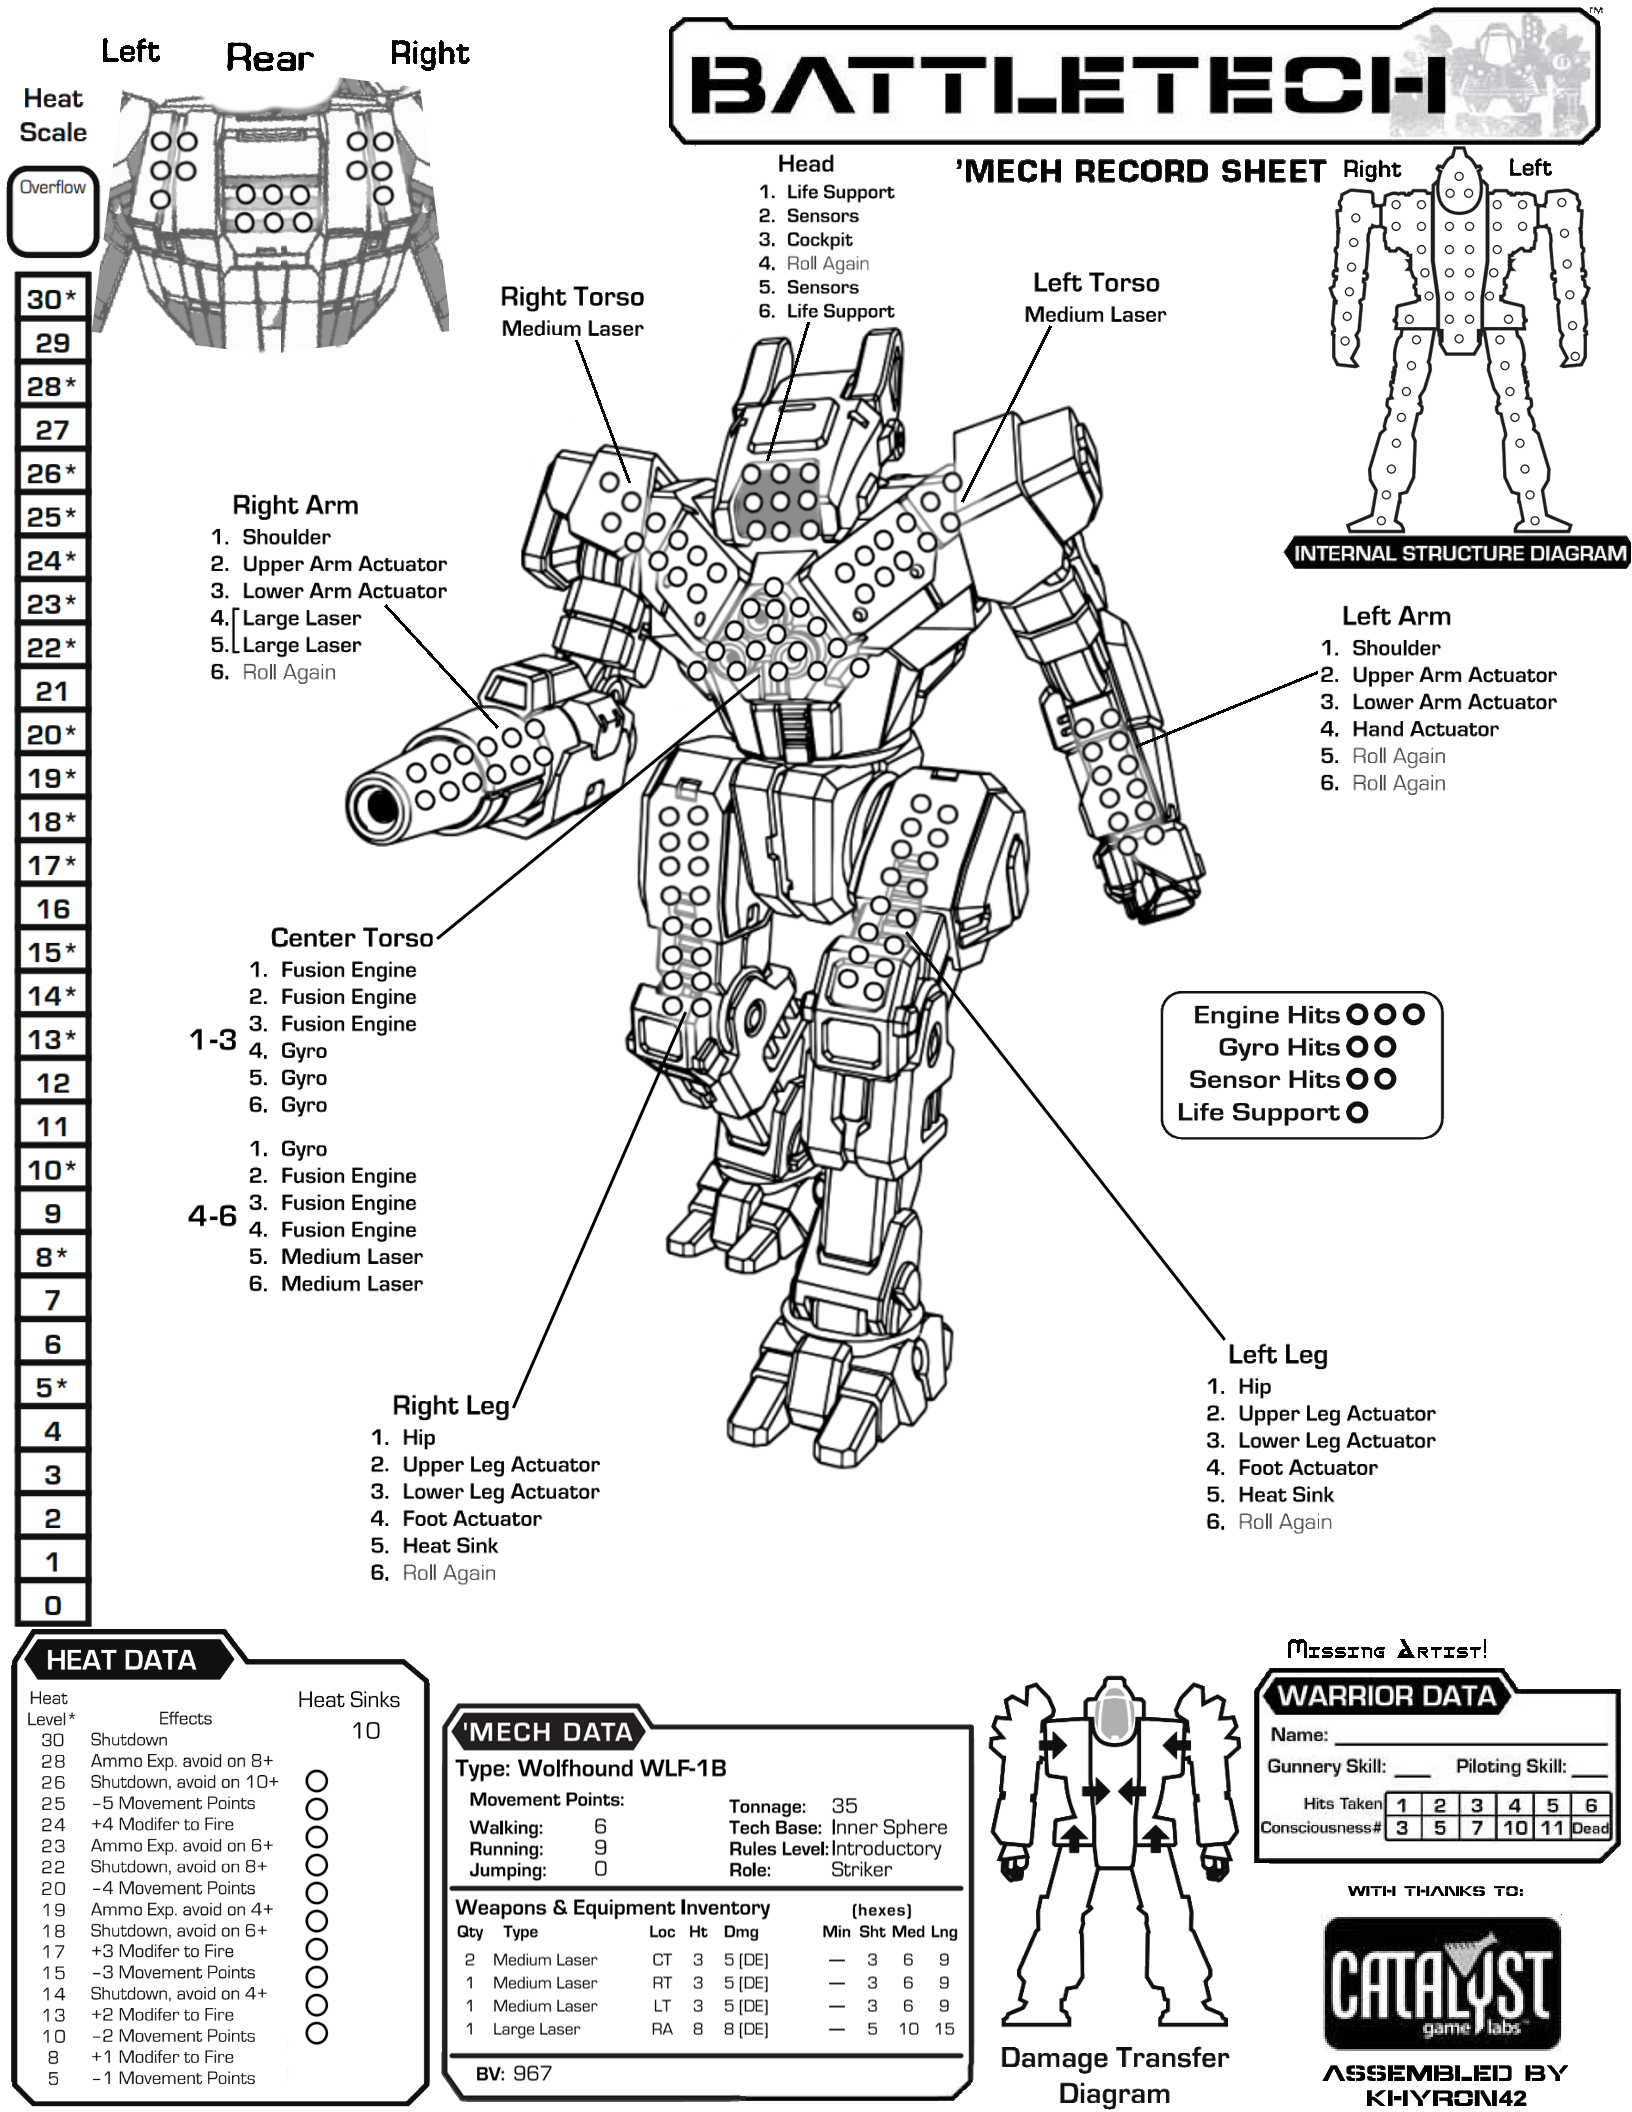 Left Rear Right
BATTLETECH
TM
'MECH RECORD SHEET
Heat
Scale
Overflow
30*
29
28*
27
26*
25*
24*
23*
22*
21
20*
19*
18*
17*
16
15*
14*
13*
12
11
10*
9
8*
7
6
5*
4
3
2
1
0
Head
1. Life Support
2. Sensors
3. Cockpit
4. Roll Again
5. Sensors
6. Life Support
Right Torso
Medium Laser
Left Torso
Medium Laser
Right Left
INTERNAL STRUCTURE DIAGRAM
Right Arm
1. Shoulder
2. Upper Arm Actuator
3. Lower Arm Actuator
4. Large Laser
5. Large Laser
6. Roll Again
Left Arm
1. Shoulder
2. Upper Arm Actuator
3. Lower Arm Actuator
4. Hand Actuator
5. Roll Again
6. Roll Again
Center Torso
1-3
1. Fusion Engine
2. Fusion Engine
3. Fusion Engine
4. Gyro
5. Gyro
6. Gyro
4-6
1. Gyro
2. Fusion Engine
3. Fusion Engine
4. Fusion Engine
5. Medium Laser
6. Medium Laser
Engine Hits
Gyro Hits
Sensor Hits
Life Support
Right Leg
1. Hip
2. Upper Leg Actuator
3. Lower Leg Actuator
4. Foot Actuator
5. Heat Sink
6. Roll Again
Left Leg
1. Hip
2. Upper Leg Actuator
3. Lower Leg Actuator
4. Foot Actuator
5. Heat Sink
6. Roll Again
HEAT DATA
Heat
Level* Effects
Heat Sinks
10
30 Shutdown
28 Ammo Exp. avoid on 8+
26 Shutdown, avoid on 10+
25 -5 Movement Points
24 +4 Modifer to Fire
23 Ammo Exp. avoid on 6+
22 Shutdown, avoid on 8+
20 -4 Movement Points
19 Ammo Exp. avoid on 4+
18 Shutdown, avoid on 6+
17 +3 Modifer to Fire
15 -3 Movement Points
14 Shutdown, avoid on 4+
13 +2 Modifer to Fire
10 -2 Movement Points
8 +1 Modifer to Fire
5 -1 Movement Points
'MECH DATA
Type: Wolfhound WLF-1B
Movement Points:
Walking: 6
Running: 9
Jumping: 0
Tonnage: 35
Tech Base: Inner Sphere
Rules Level: Introductory
Role: Striker
Weapons & Equipment Inventory (hexes)
Qty Type Loc Ht Dmg Min Sht Med Lng
2 Medium Laser CT 3 5 [DE] — 3 6 9
1 Medium Laser RT 3 5 [DE] — 3 6 9
1 Medium Laser LT 3 5 [DE] — 3 6 9
1 Large Laser RA 8 8 [DE] — 5 10 15
BV: 967
Damage Transfer
Diagram
Missing Artist!
WARRIOR DATA
Name:
Gunnery Skill: Piloting Skill:
Hits Taken 1 2 3 4 5 6
Consciousness# 3 5 7 10 11 Dead
WITH THANKS TO:
CATALYST
game labs
ASSEMBLED BY
KHYRON42